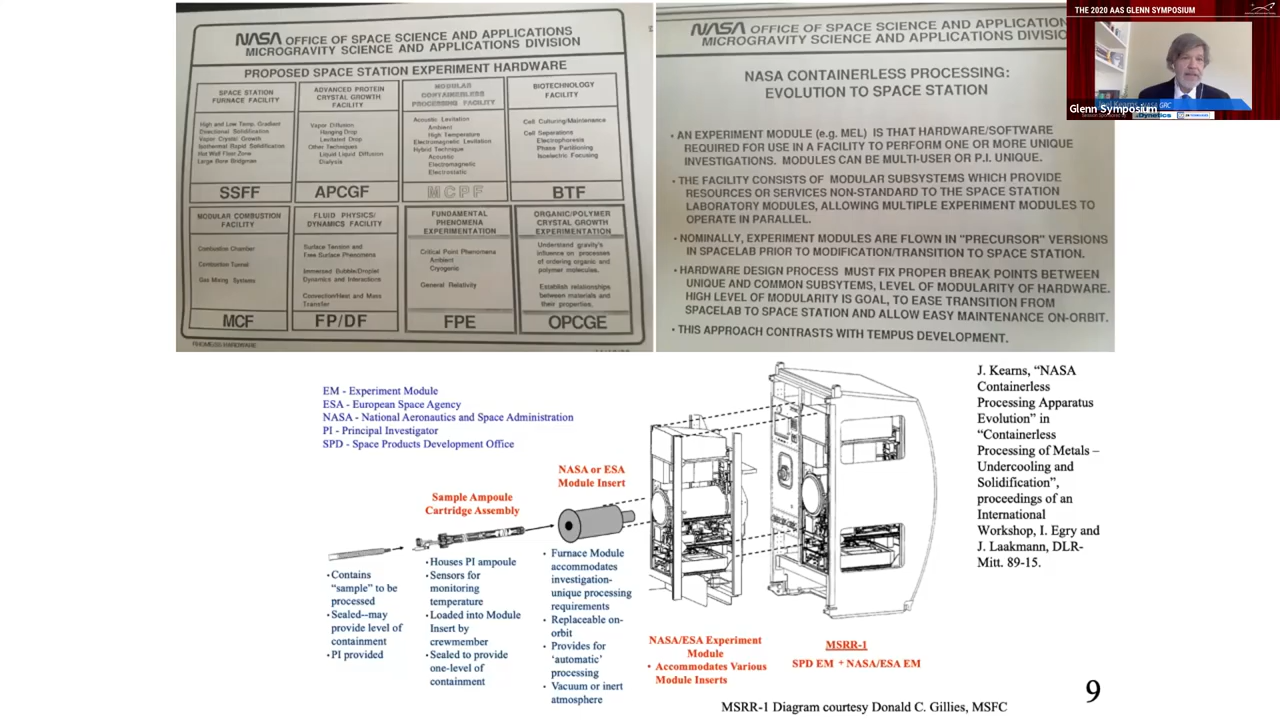 NASA OFFICE OF SPACE SCIENCE AND APPLICATIONS
MICROGRAVITY SCIENCE AND APPLICATIONS DIVISION
PROPOSED SPACE STATION EXPERIMENT HARDWARE
SPACE STATION
FURNACE FACILITY
High and Low Temp. Gradient
Directional Solidification
Vapor Crystal Growth
Isothermal Rapid Solidification
Hot Wall Float Zone
Large Bore Bridgman
SSFF
ADVANCED PROTEIN
CRYSTAL GROWTH
FACILITY
Vapor Diffusion
Hanging Drop
Levitated Drop
Other Techniques
Liquid Liquid Diffusion
Dialysis
APCGF
MODULAR
CONTAINERLESS
PROCESSING FACILITY
Acoustic Levitation
Ambient
High Temperature
Electromagnetic Levitation
Hybrid Technique
Acoustic
Electromagnetic
Electrostatic
MCPF
BIOTECHNOLOGY
FACILITY
Cell Culturing/Maintenance
Cell Separations
Electrophoresis
Phase Partitioning
Isoelectric Focusing
BTF
MODULAR COMBUSTION
FACILITY
Combustion Chamber
Combustion Tunnel
Gas Mixing Systems
MCF
FLUID PHYSICS/
DYNAMICS FACILITY
Surface Tension and
Free Surface Phenomena
Immersed Bubble/Droplet
Dynamics and Interactions
Convection/Heat and Mass
Transfer
FP/DF
FUNDAMENTAL
PHENOMENA
EXPERIMENTATION
Critical Point Phenomena
Ambient
Cryogenic
General Relativity
FPE
ORGANIC/POLYMER
CRYSTAL GROWTH
EXPERIMENTATION
Understand gravity's
influence on processes
of ordering organic and
polymer molecules.
Establish relationships
between materials and
their properties.
OPCGE
NASA OFFICE OF SPACE SCIENCE AND APPLICATIONS
MICROGRAVITY SCIENCE AND APPLICATIONS DIVISIO
NASA CONTAINERLESS PROCESSING:
EVOLUTION TO SPACE STATION
• AN EXPERIMENT MODULE (e.g. MEL) IS THAT HARDWARE/SOFTWARE
REQUIRED FOR USE IN A FACILITY TO PERFORM ONE OR MORE UNIQUE
INVESTIGATIONS. MODULES CAN BE MULTI-USER OR P.I. UNIQUE.
• THE FACILITY CONSISTS OF MODULAR SUBSYSTEMS WHICH PROVIDE
RESOURCES OR SERVICES NON-STANDARD TO THE SPACE STATION
LABORATORY MODULES, ALLOWING MULTIPLE EXPERIMENT MODULES TO
OPERATE IN PARALLEL.
• NOMINALLY, EXPERIMENT MODULES ARE FLOWN IN "PRECURSOR" VERSIONS
IN SPACELAB PRIOR TO MODIFICATION/TRANSITION TO SPACE STATION.
• HARDWARE DESIGN PROCESS MUST FIX PROPER BREAK POINTS BETWEEN
UNIQUE AND COMMON SUBSYTEMS, LEVEL OF MODULARITY OF HARDWARE.
HIGH LEVEL OF MODULARITY IS GOAL, TO EASE TRANSITION FROM
SPACELAB TO SPACE STATION AND ALLOW EASY MAINTENANCE ON-ORBIT.
• THIS APPROACH CONTRASTS WITH TEMPUS DEVELOPMENT.
THE 2020 AAS GLENN SYMPOSIUM
Glenn Symposium
EM - Experiment Module
ESA - European Space Agency
NASA - National Aeronautics and Space Administration
PI - Principal Investigator
SPD - Space Products Development Office
• Contains
"sample" to be
processed
• Sealed--may
provide level of
containment
• PI provided
Sample Ampoule
Cartridge Assembly
• Houses PI ampoule
• Sensors for
monitoring
temperature
• Loaded into Module
Insert by
crewmember
• Sealed to provide
one-level of
containment
NASA or ESA
Module Insert
• Furnace Module
accommodates
investigation-
unique processing
requirements
• Replaceable on-
orbit
• Provides for
'automatic'
processing
• Vacuum or inert
atmosphere
NASA/ESA Experiment
Module
• Accommodates Various
Module Inserts
MSRR-1
SPD EM + NASA/ESA EM
J. Kearns, “NASA
Containerless
Processing Apparatus
Evolution” in
“Containerless
Processing of Metals –
Undercooling and
Solidification”,
proceedings of an
International
Workshop, I. Egry and
J. Laakmann, DLR-
Mitt. 89-15.
MSRR-1 Diagram courtesy Donald C. Gillies, MSFC
9